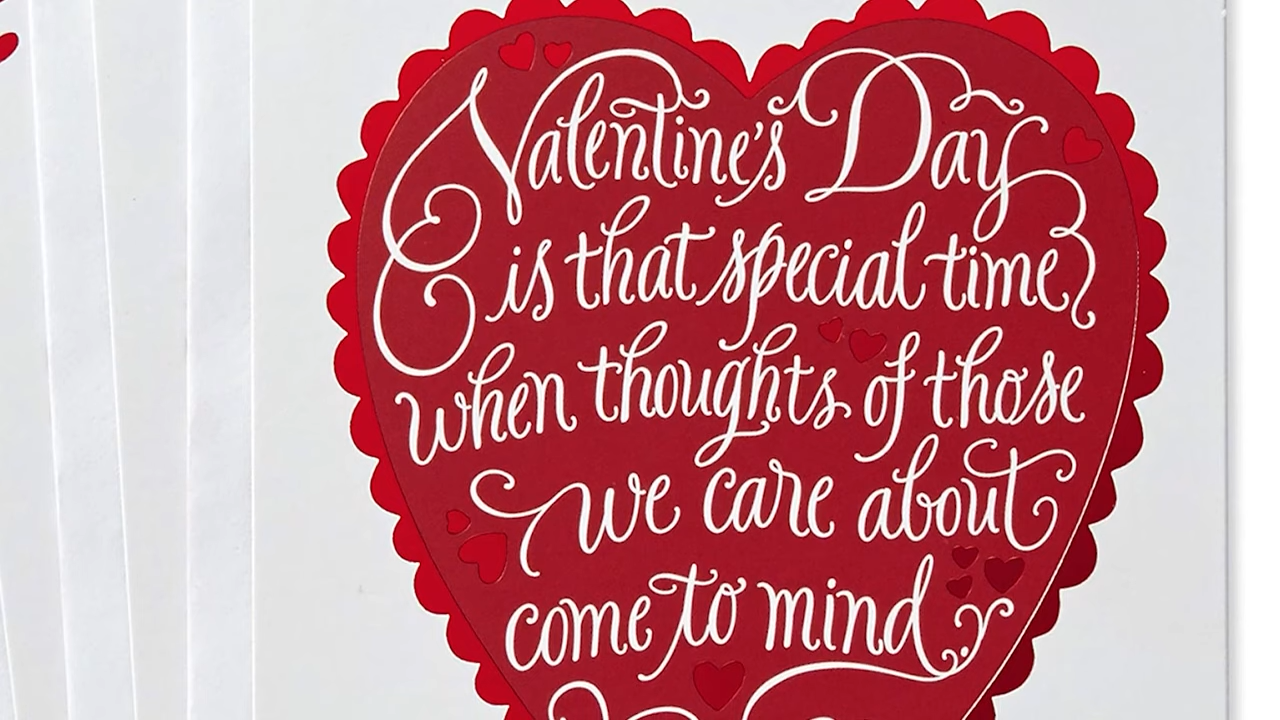 Valentine's Day
is that special time
when thoughts of those
we care about
come to mind